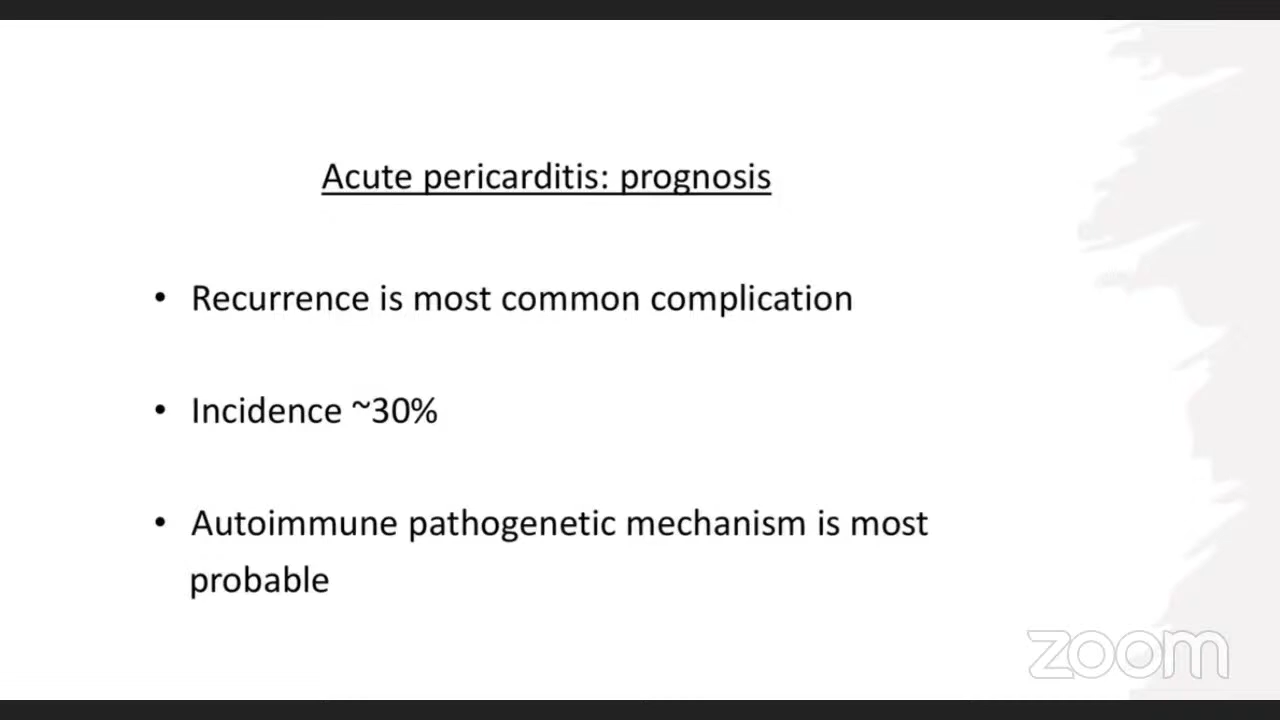 Acute pericarditis: prognosis
• Recurrence is most common complication
• Incidence ~30%
• Autoimmune pathogenetic mechanism is most
probable
zoom